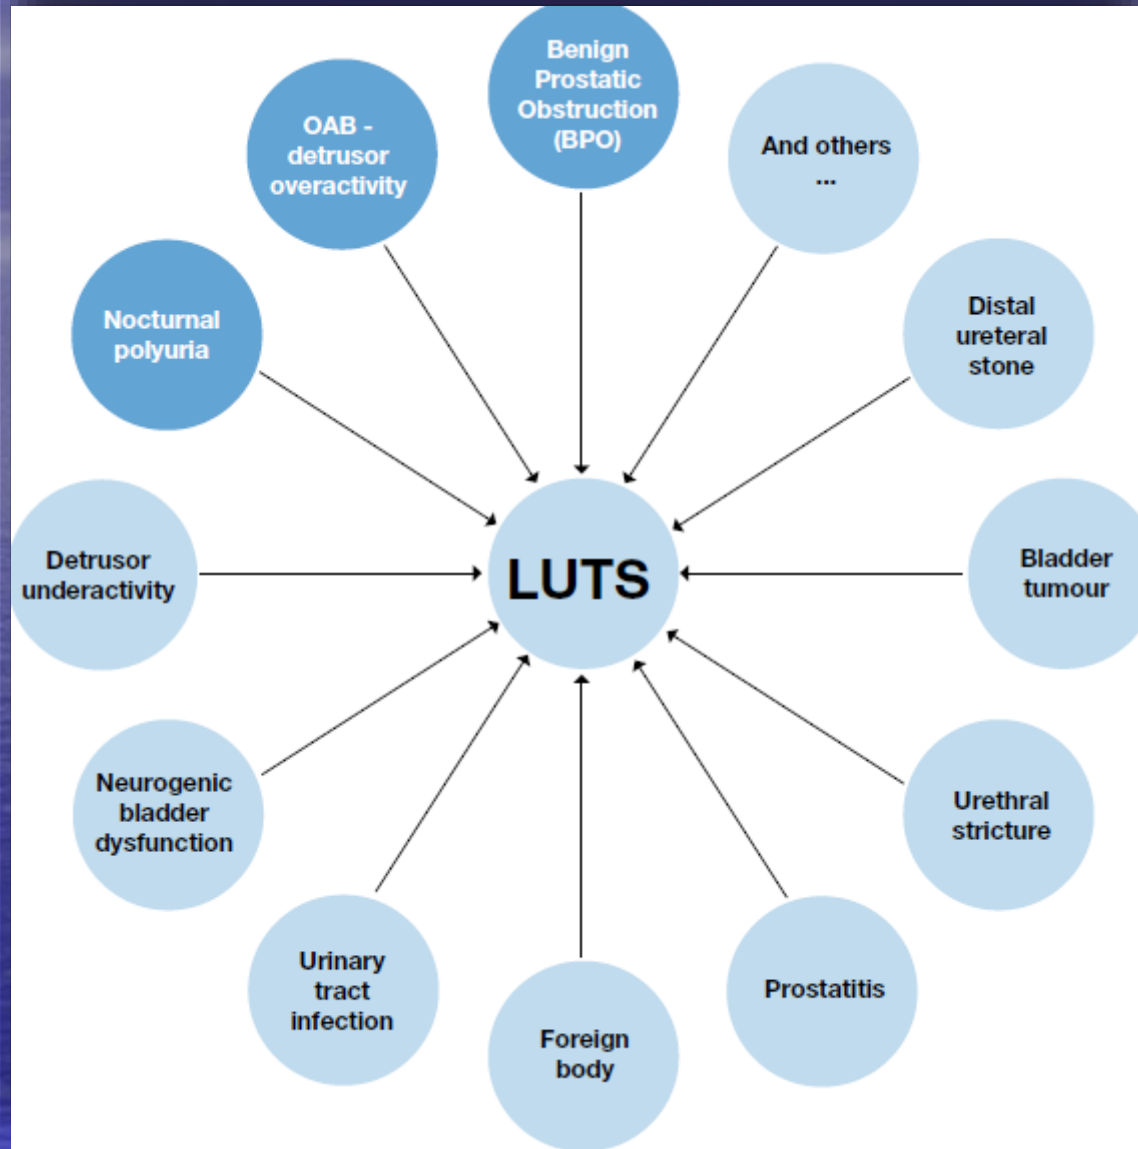 Benign
Prostatic
Obstruction
(BPO)
And others
...
Distal
ureteral
stone
Bladder
tumour
Urethral
stricture
Prostatitis
Foreign
body
Urinary
tract
infection
Neurogenic
bladder
dysfunction
Detrusor
underactivity
Nocturnal
polyuria
OAB -
detrusor
overactivity
LUTS